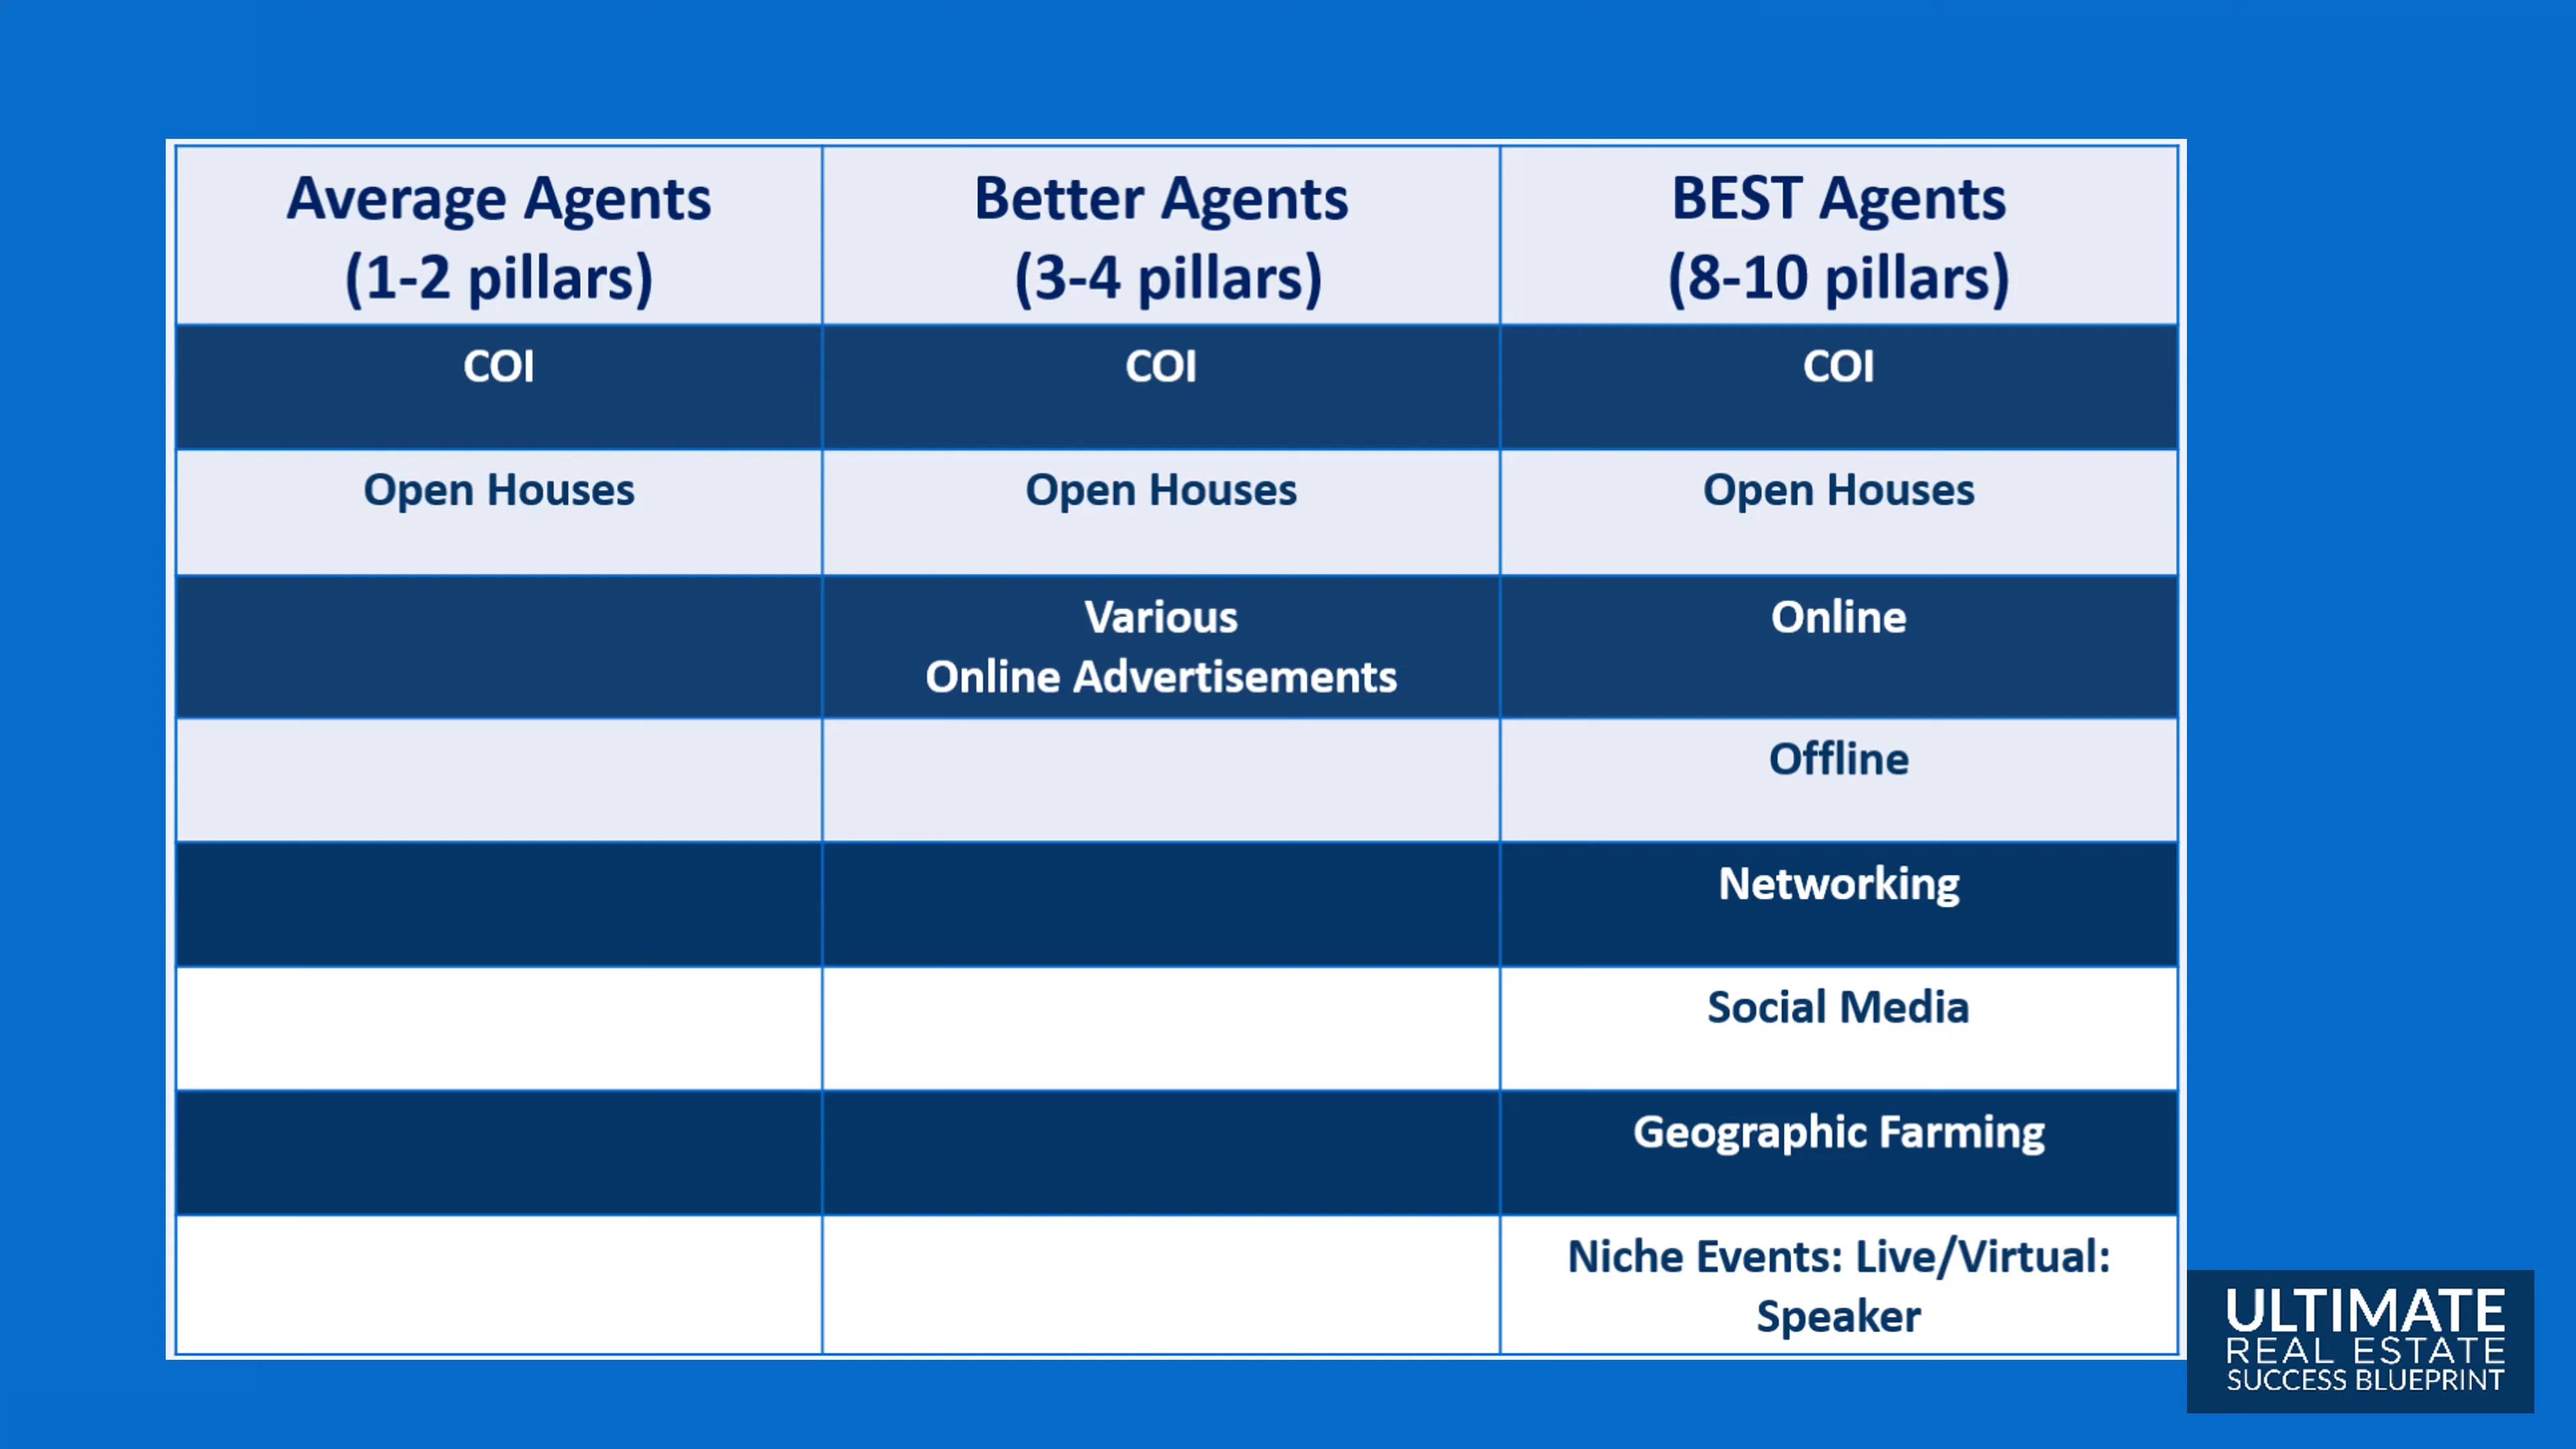 Average Agents
(1-2 pillars)
Better Agents
(3-4 pillars)
BEST Agents
(8-10 pillars)
COI
COI
COI
Open Houses
Open Houses
Open Houses
Various
Online Advertisements
Online
Offline
Networking
Social Media
Geographic Farming
Niche Events: Live/Virtual:
Speaker
ULTIMATE
REAL ESTATE
SUCCESS BLUEPRINT